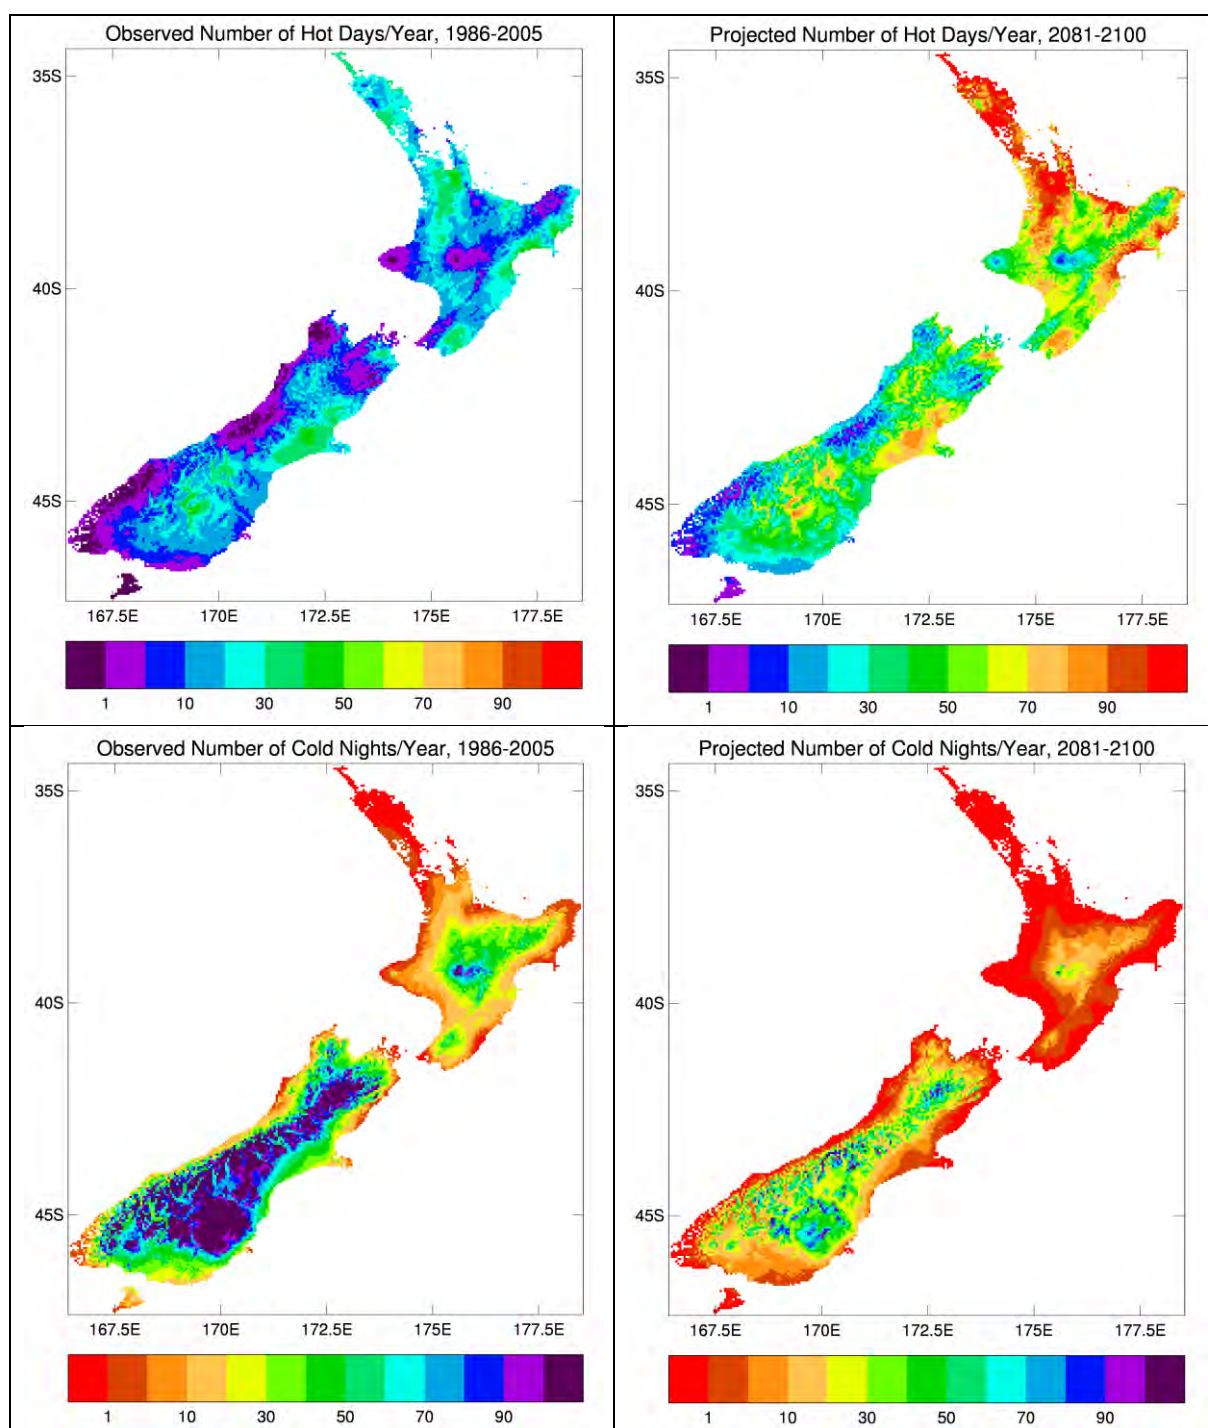 Observed Number of Hot Days/Year, 1986-2005
35S
40S
45S
167.5E 170E 172.5E 175E 177.5E
1 10 30 50 70 90
Projected Number of Hot Days/Year, 2081-2100
35S
40S
45S
167.5E 170E 172.5E 175E 177.5E
1 10 30 50 70 90
Observed Number of Cold Nights/Year, 1986-2005
35S
40S
45S
167.5E 170E 172.5E 175E 177.5E
1 10 30 50 70 90
Projected Number of Cold Nights/Year, 2081-2100
35S
40S
45S
167.5E 170E 172.5E 175E 177.5E
1 10 30 50 70 90